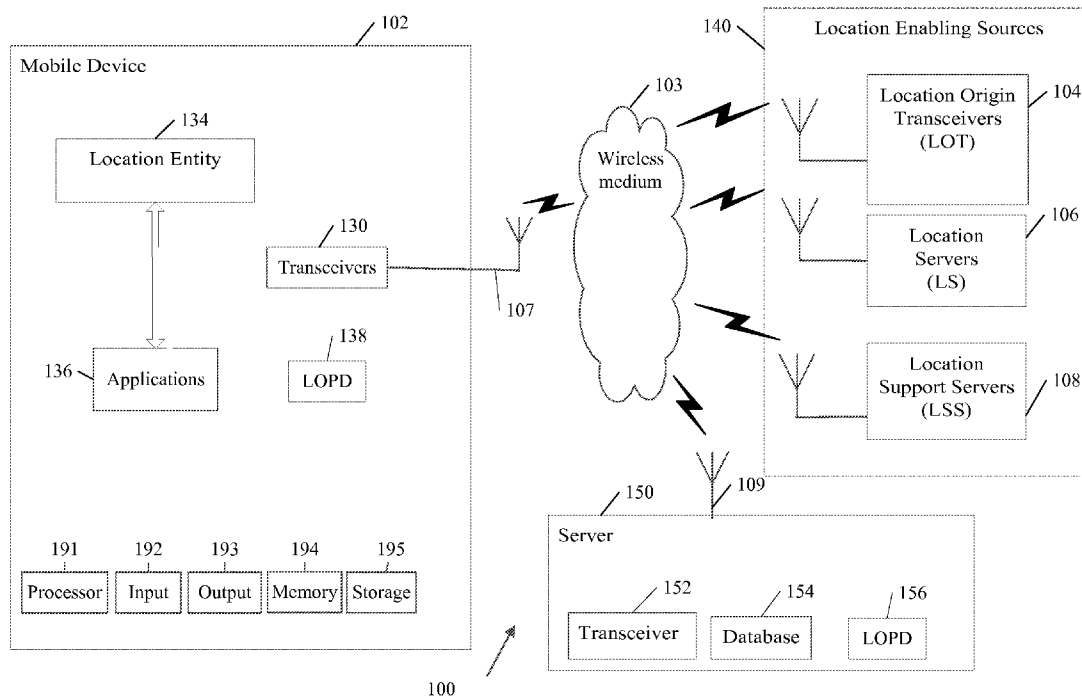 102
Mobile Device
134
Location Entity
130
Transceivers
107
138
LOPD
136
Applications
191
192
193
194
195
Processor
Input
Output
Memory
Storage
103
Wireless
medium
140
Location Enabling Sources
Location Origin
Transceivers
(LOT)
104
Location
Servers
(LS)
106
Location
Support Servers
(LSS)
108
109
150
Server
152
Transceiver
154
Database
156
LOPD
100